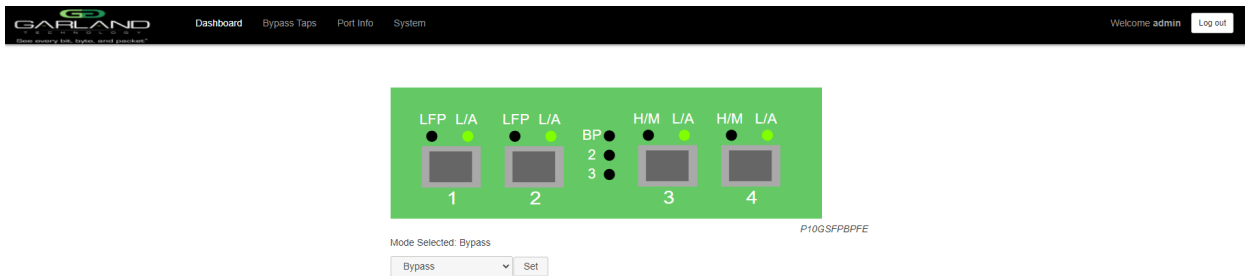 GARLAND
TECHNOLOGY
See every bit, byte, and packet®
Dashboard Bypass Taps Port Info System
Welcome admin Log out
LFP L/A LFP L/A H/M L/A H/M L/A
BP
2
3
1 2 3 4
P10GSFPBPFE
Mode Selected: Bypass
Bypass Set